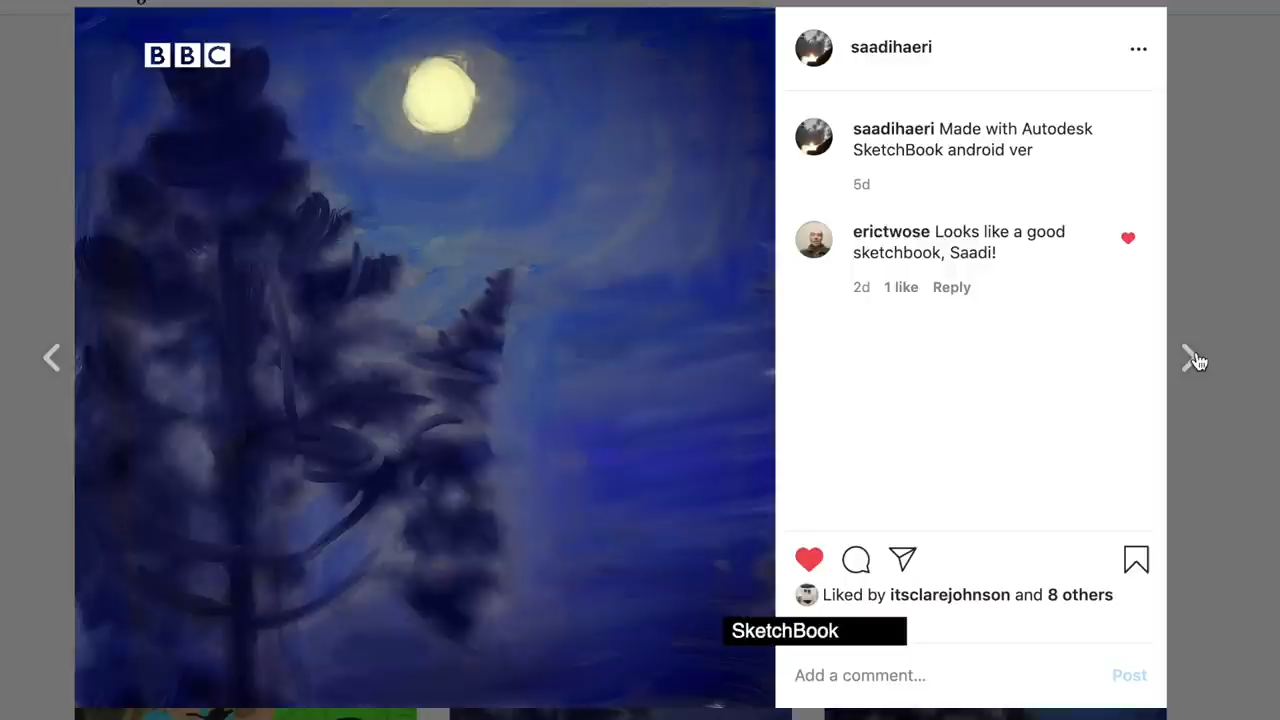 BBC
saadihaeri
saadihaeri Made with Autodesk
SketchBook android ver
5d
erictwose Looks like a good
sketchbook, Saadi!
2d 1 like Reply
Liked by itsclarejohnson and 8 others
SketchBook
Add a comment... Post